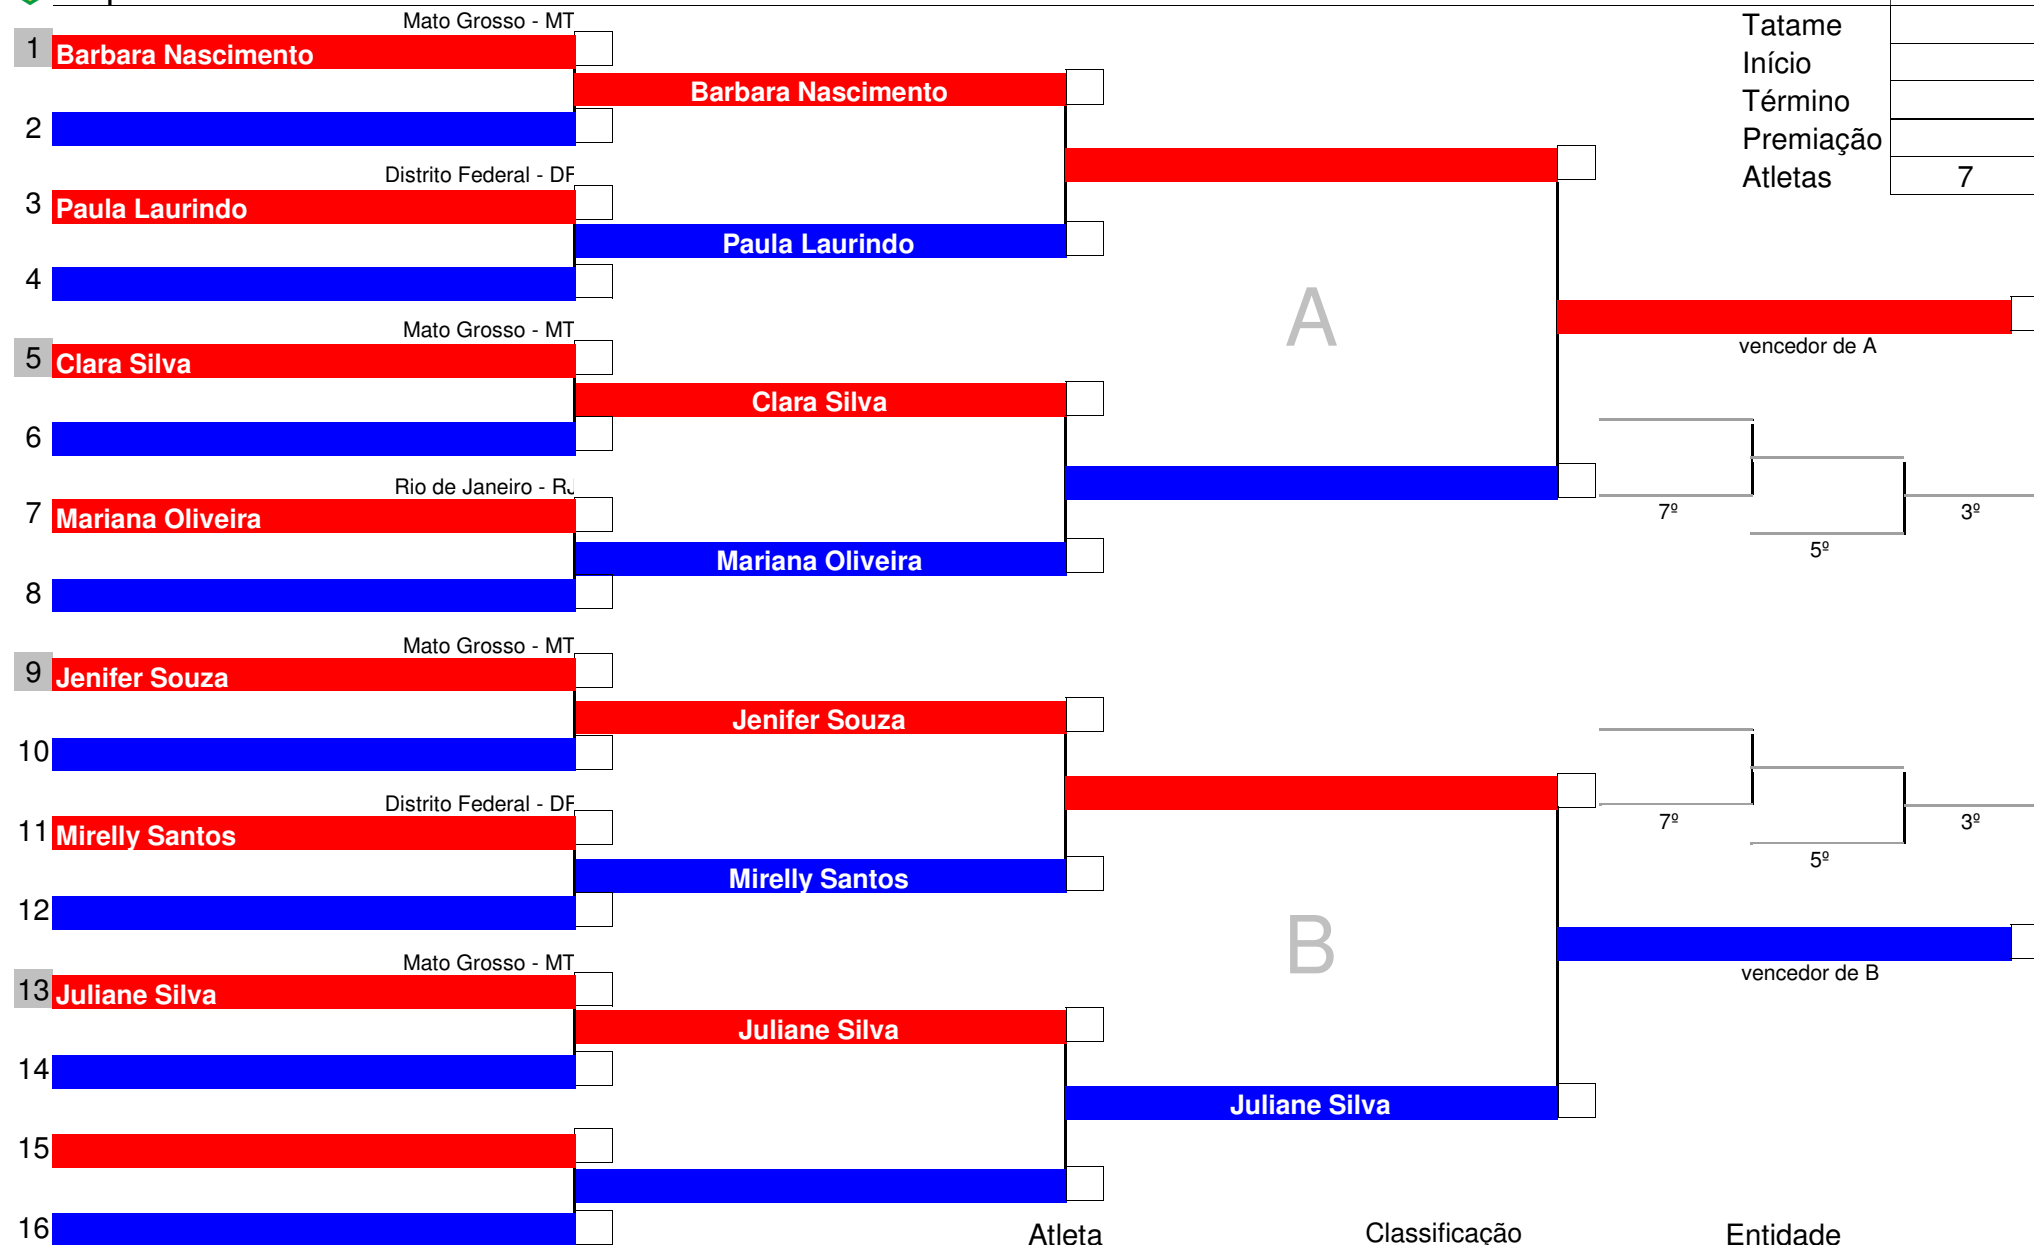 Mato Grosso - MT
1 Barbara Nascimento
Barbara Nascimento
2
Distrito Federal - DF
3 Paula Laurindo
Paula Laurindo
4
Mato Grosso - MT
5 Clara Silva
Clara Silva
6
Rio de Janeiro - RJ
7 Mariana Oliveira
Mariana Oliveira
8
Mato Grosso - MT
9 Jenifer Souza
Jenifer Souza
10
Distrito Federal - DF
11 Mirelly Santos
Mirelly Santos
12
Mato Grosso - MT
13 Juliane Silva
Juliane Silva
14
Juliane Silva
15
16
A
B
Tatame
Início
Término
Premiação
Atletas 7
vencedor de A
7º
3º
5º
7º
3º
5º
vencedor de B
Atleta Classificação Entidade